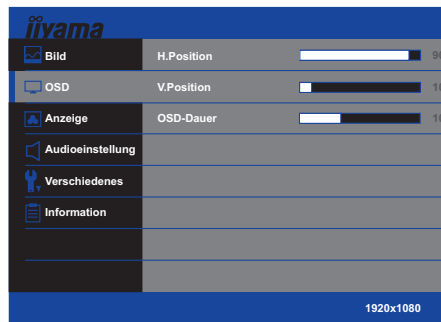 iiyama
Bild
H.Position
OSD
V.Position
Anzeige
OSD-Dauer
Audioeinstellung
Verschiedenes
Information
1920x1080